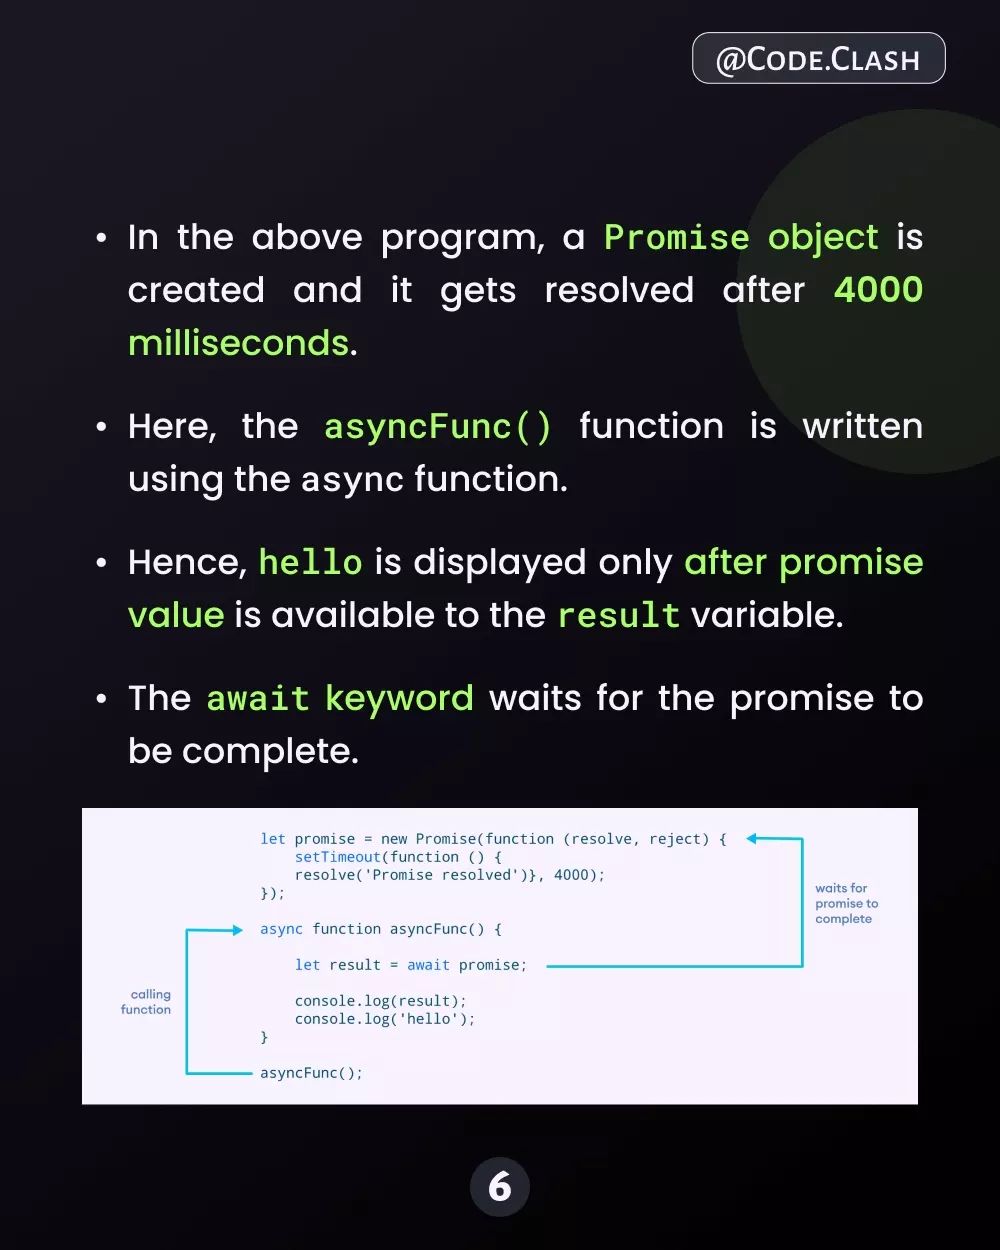 @Code.Clash
• In the above program, a Promise object is
created and it gets resolved after 4000
milliseconds.
• Here, the asyncFunc() function is written
using the async function.
• Hence, hello is displayed only after promise
value is available to the result variable.
• The await keyword waits for the promise to
be complete.
let promise = new Promise(function (resolve, reject) {
    setTimeout(function () {
    resolve('Promise resolved')}, 4000);
});
async function asyncFunc() {
    let result = await promise;
    console.log(result);
    console.log('hello');
}
asyncFunc();
waits for
promise to
complete
calling
function
6